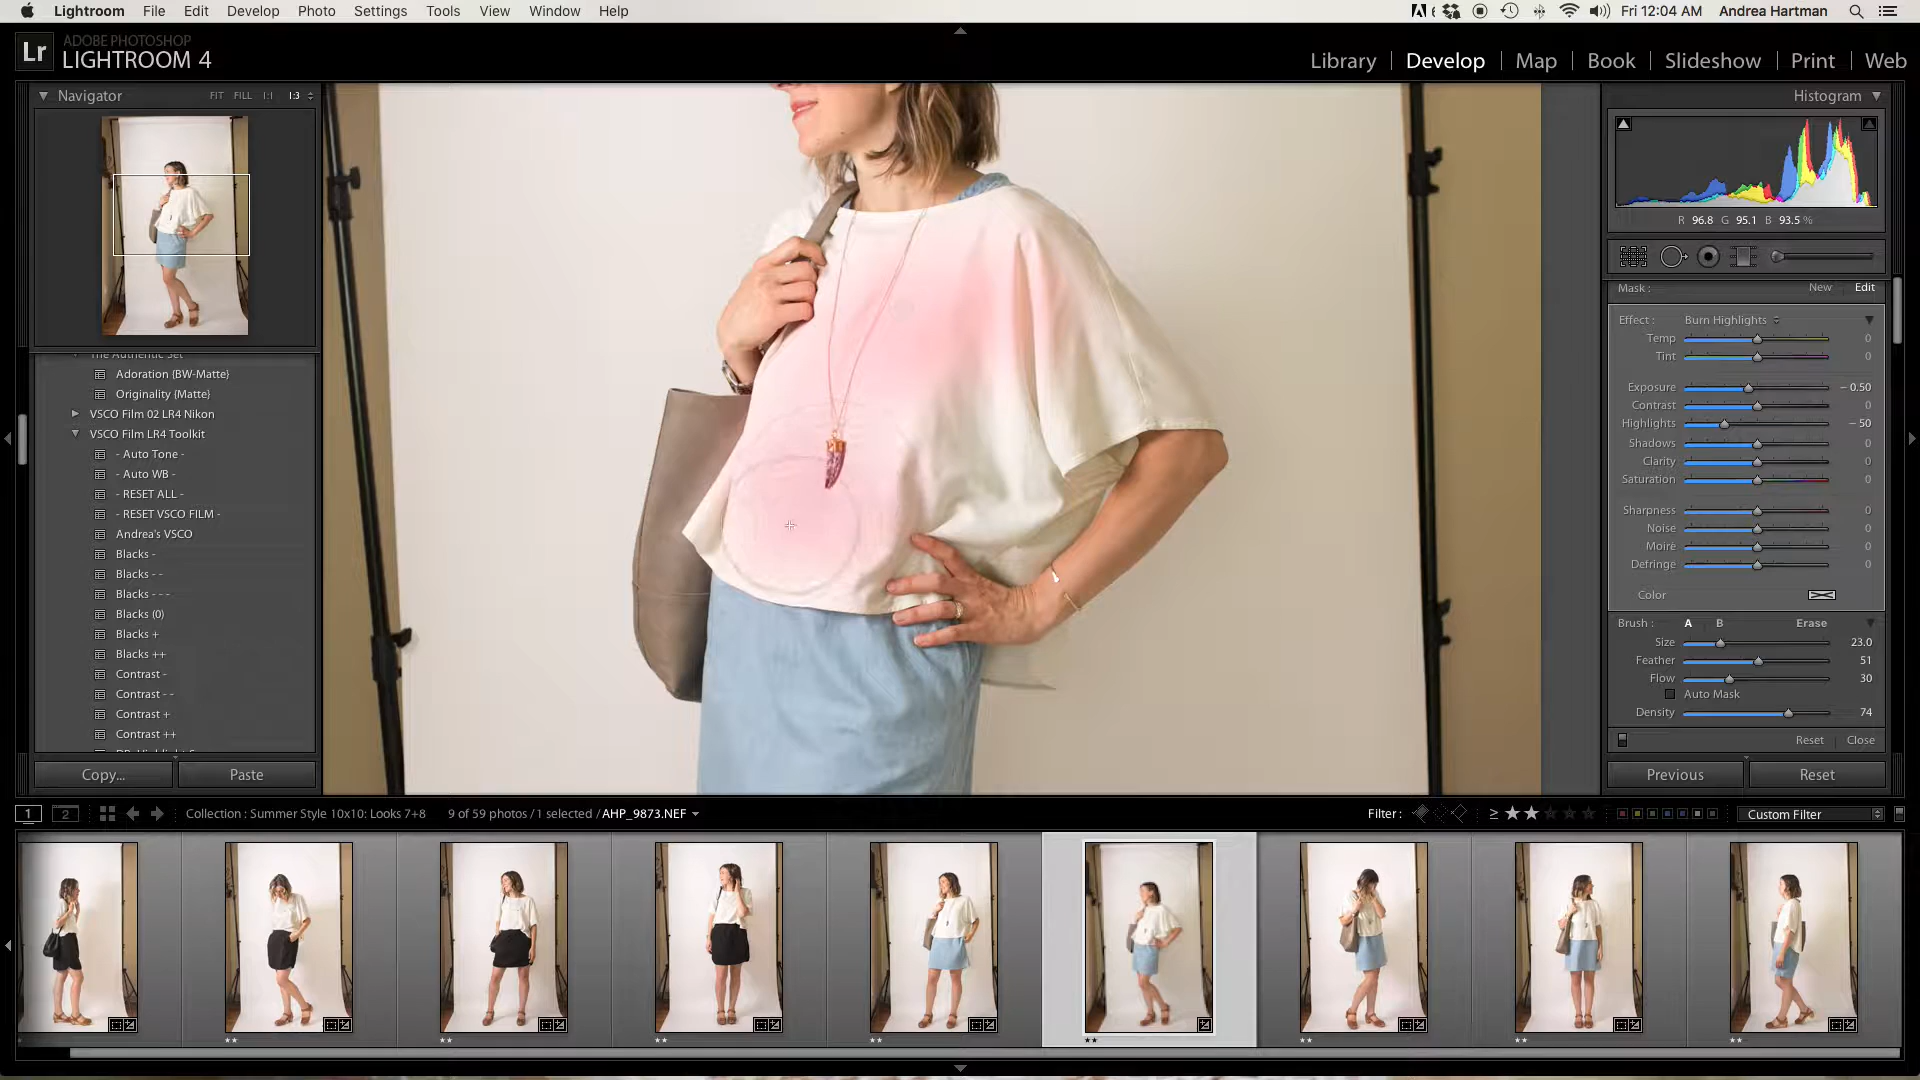 Lightroom File Edit Develop Photo Settings Tools View Window Help 6 Fri 12:04 AM Andrea Hartman
ADOBE PHOTOSHOP
Lr LIGHTROOM 4
Library Develop Map Book Slideshow Print Web
Navigator FIT FILL 1:1 1:3
Histogram
R 96.8 G 95.1 B 93.5 %
Mask : New Edit
Effect : Burn Highlights
Temp 0
Tint 0
Exposure – 0.50
Contrast 0
Highlights – 50
Shadows 0
Clarity 0
Saturation 0
Sharpness 0
Noise 0
Moiré 0
Defringe 0
Color
Brush : A B Erase
Size 23.0
Feather 51
Flow 30
Auto Mask
Density 74
Reset Close
Previous Reset
The Authentic Set
Adoration {BW-Matte}
Originality {Matte}
VSCO Film 02 LR4 Nikon
VSCO Film LR4 Toolkit
- Auto Tone -
- Auto WB -
- RESET ALL -
- RESET VSCO FILM -
Andrea's VSCO
Blacks -
Blacks - -
Blacks - - -
Blacks (0)
Blacks +
Blacks ++
Contrast -
Contrast - -
Contrast +
Contrast ++
Copy... Paste
1 2 Collection : Summer Style 10x10: Looks 7+8 9 of 59 photos / 1 selected / AHP_9873.NEF Filter : ≥ ★★★★★ Custom Filter